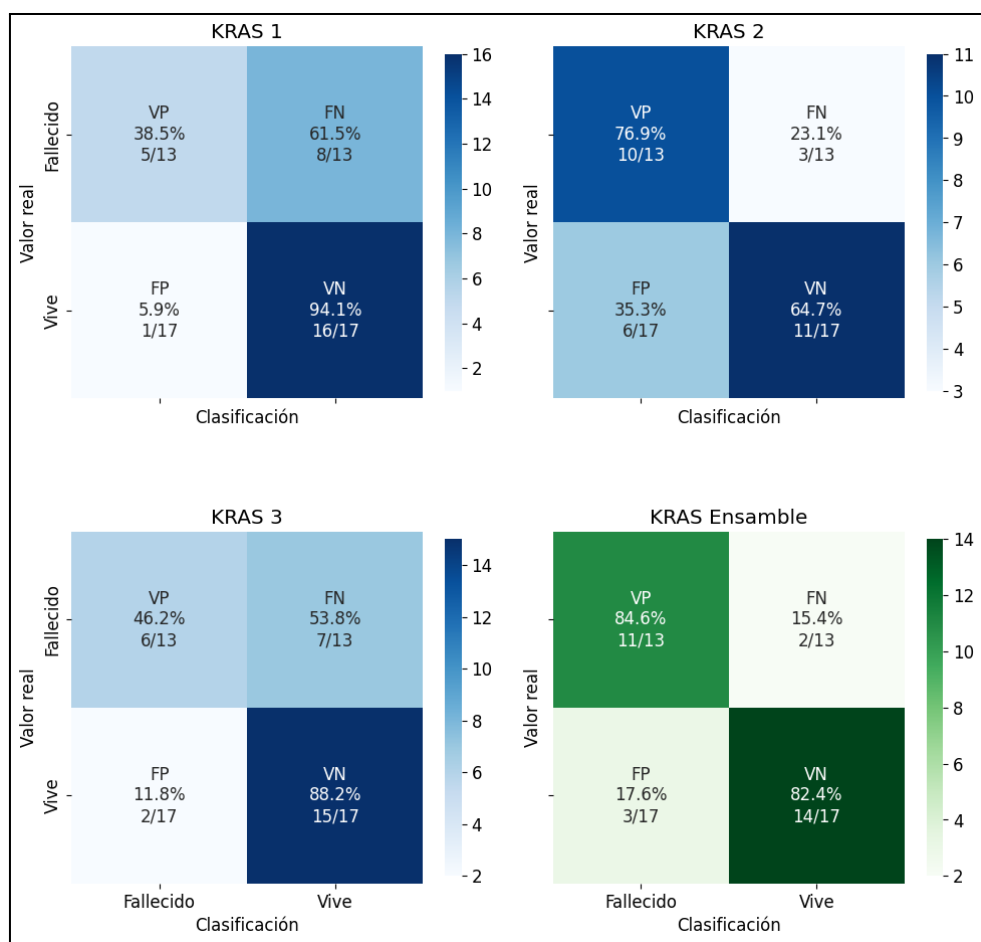 KRAS 1
VP
38.5%
5/13
FN
61.5%
8/13
FP
5.9%
1/17
VN
94.1%
16/17
Fallecido
Vive
Valor real
Clasificación
16
14
12
10
8
6
4
2
KRAS 2
VP
76.9%
10/13
FN
23.1%
3/13
FP
35.3%
6/17
VN
64.7%
11/17
Valor real
Clasificación
11
10
9
8
7
6
5
4
3
KRAS 3
VP
46.2%
6/13
FN
53.8%
7/13
FP
11.8%
2/17
VN
88.2%
15/17
Fallecido
Vive
Valor real
Fallecido
Vive
Clasificación
14
12
10
8
6
4
2
KRAS Ensamble
VP
84.6%
11/13
FN
15.4%
2/13
FP
17.6%
3/17
VN
82.4%
14/17
Valor real
Fallecido
Vive
Clasificación
14
12
10
8
6
4
2